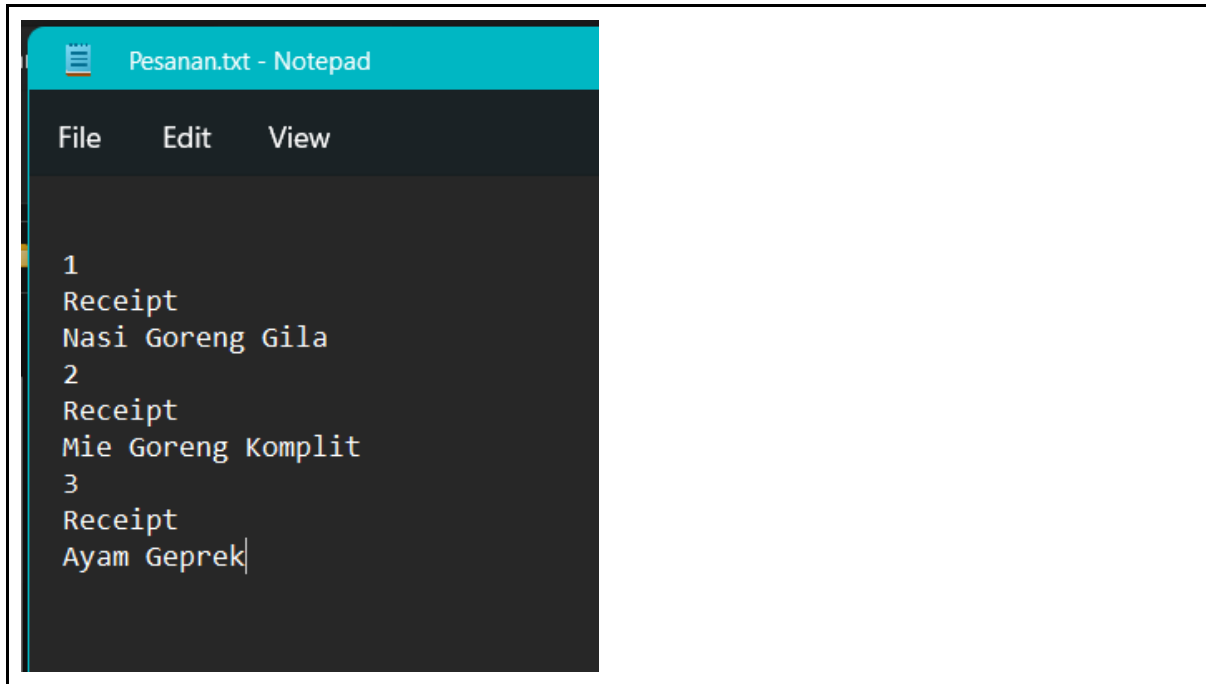 Pesanan.txt - Notepad
File Edit View
1
Receipt
Nasi Goreng Gila
2
Receipt
Mie Goreng Komplit
3
Receipt
Ayam Geprek